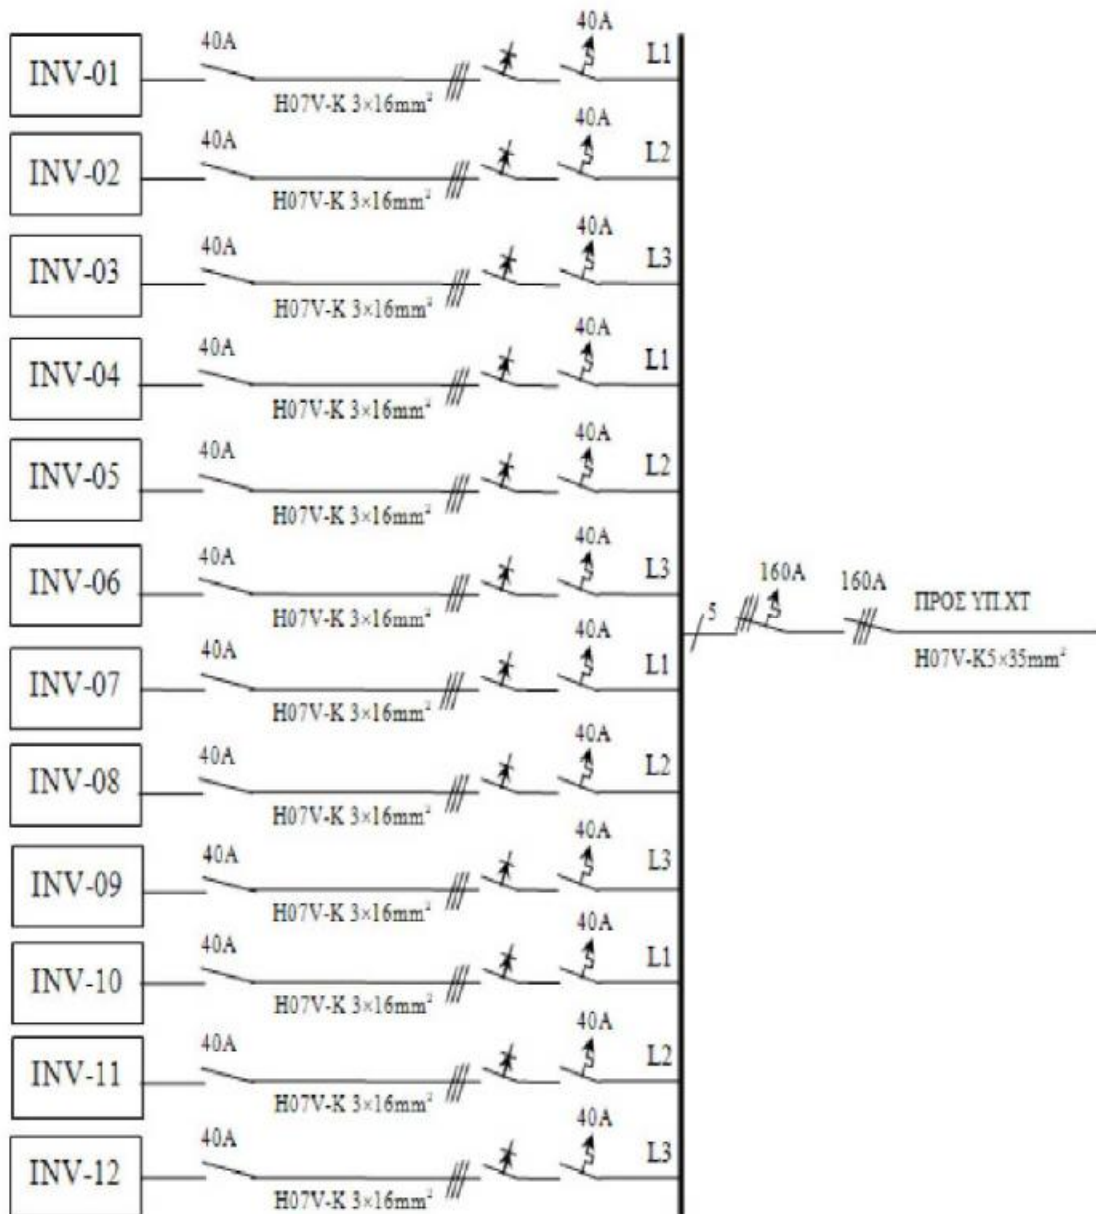 40A
40A
L1
INV-01
H07V-K 3×16mm²
40A
40A
L2
INV-02
H07V-K 3×16mm²
40A
40A
L3
INV-03
H07V-K 3×16mm²
40A
40A
L1
INV-04
H07V-K 3×16mm²
40A
40A
L2
INV-05
H07V-K 3×16mm²
40A
40A
L3
INV-06
H07V-K 3×16mm²
40A
40A
L1
INV-07
H07V-K 3×16mm²
40A
40A
L2
INV-08
H07V-K 3×16mm²
40A
40A
L3
INV-09
H07V-K 3×16mm²
40A
40A
L1
INV-10
H07V-K 3×16mm²
40A
40A
L2
INV-11
H07V-K 3×16mm²
40A
40A
L3
INV-12
H07V-K 3×16mm²
5
160A
160A
ΠΡΟΣ ΥΠ.ΧΤ
H07V-K5×35mm²